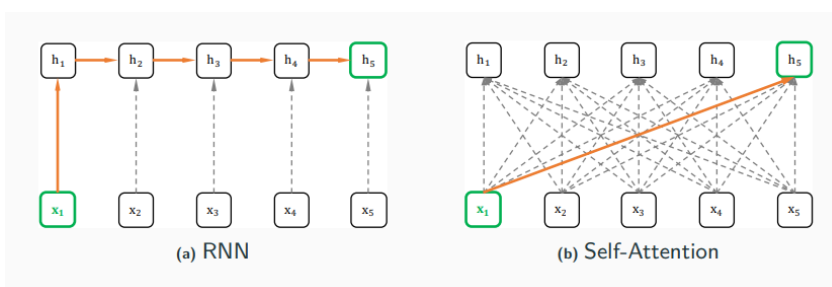 h₁ h₂ h₃ h₄ h₅ h₁ h₂ h₃ h₄ h₅
x₁ x₂ x₃ x₄ x₅ x₁ x₂ x₃ x₄ x₅
(a) RNN (b) Self-Attention